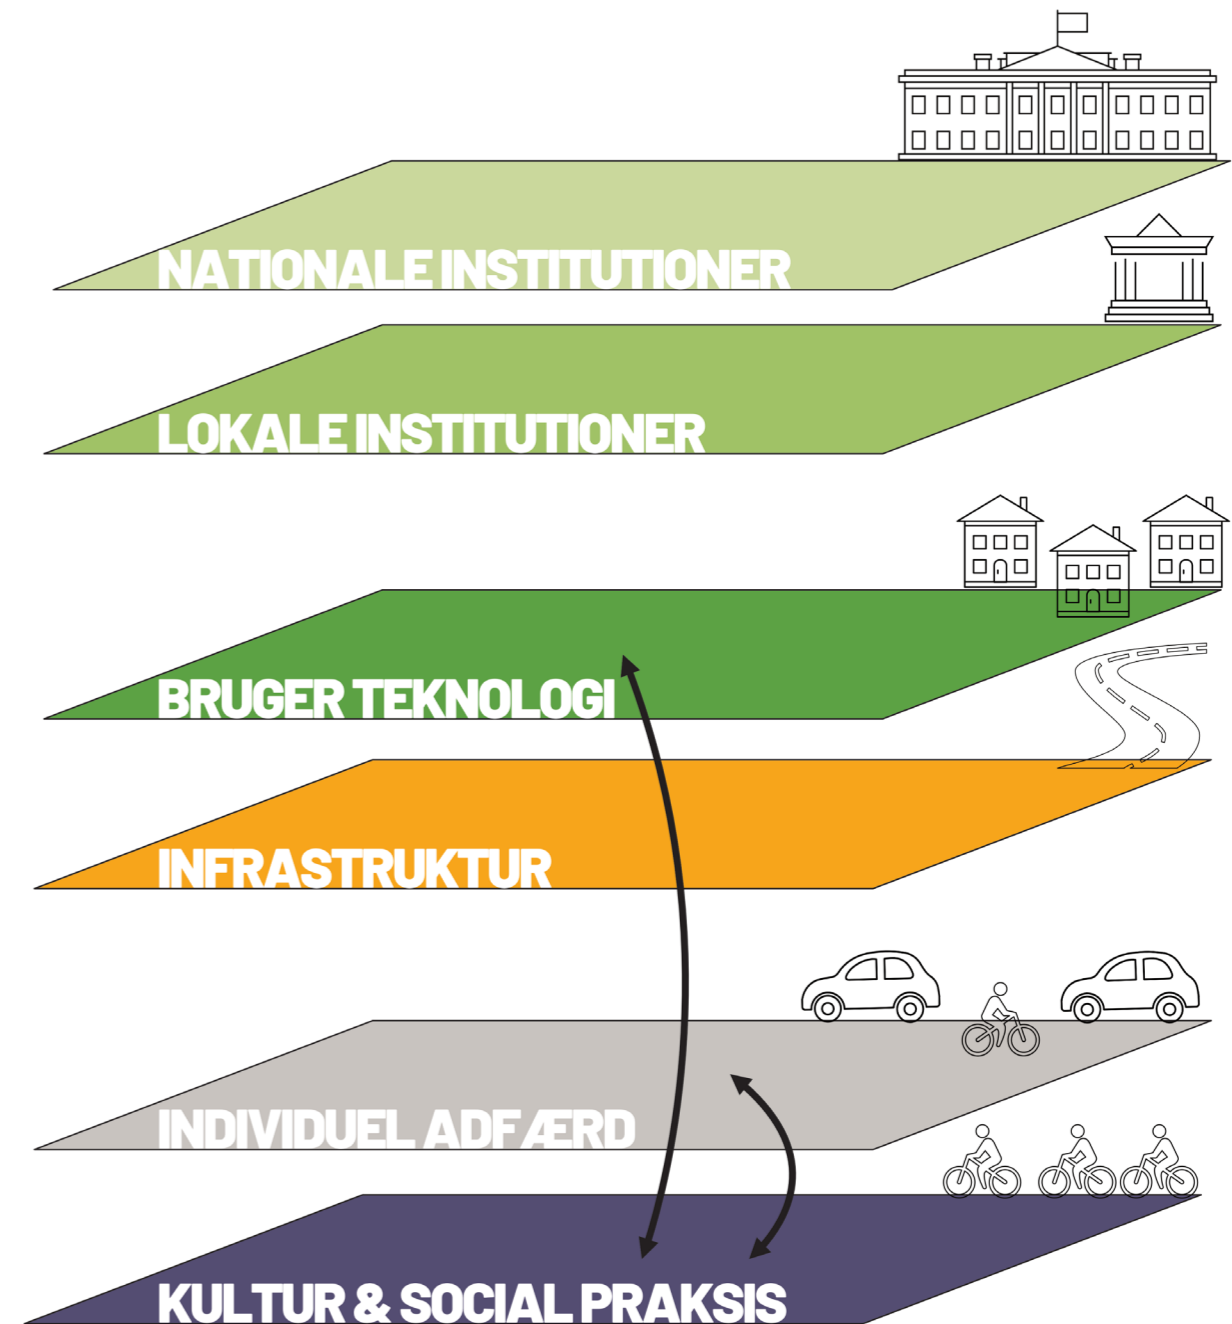 NATIONALE INSTITUTIONER
LOKALE INSTITUTIONER
BRUGER TEKNOLOGI
INFRASTRUKTUR
INDIVIDUEL ADFÆRD
KULTUR & SOCIAL PRAKSIS